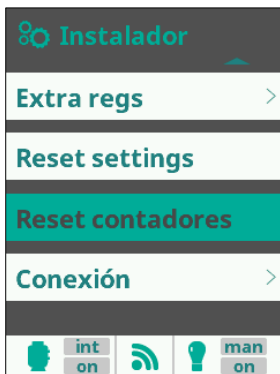 Instalador
Extra regs
Reset settings
Reset contadores
Conexión
int
on
man
on